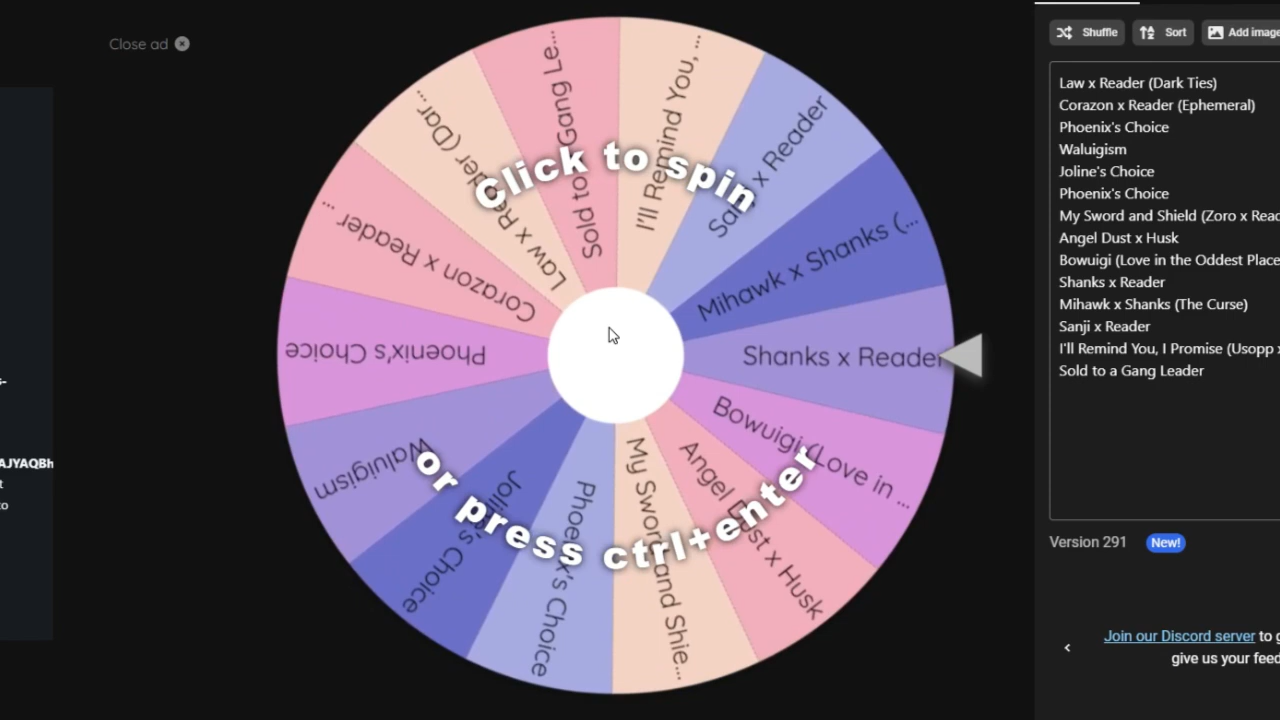 Close ad
Shuffle
Sort
Add image
Law x Reader (Dark Ties)
Corazon x Reader (Ephemeral)
Phoenix's Choice
Waluigism
Joline's Choice
Phoenix's Choice
My Sword and Shield (Zoro x Read
Angel Dust x Husk
Bowuigi (Love in the Oddest Place
Shanks x Reader
Mihawk x Shanks (The Curse)
Sanji x Reader
I'll Remind You, I Promise (Usopp x
Sold to a Gang Leader
Version 291
New!
Join our Discord server to g
give us your feed
Click to spin
or press ctrl+enter
Sold to Gang Le...
I'll Remind You, ...
Sanji x Reader
Mihawk x Shanks (...
Shanks x Reader
Bowuigi (Love in ...
Angel Dust x Husk
My Sword and Shie...
Phoenix's Choice
Joline's Choice
Waluigism
Phoenix's Choice
Corazon x Reader ...
Law x Reader (Dar...
s-
AJYAQBh
t
to